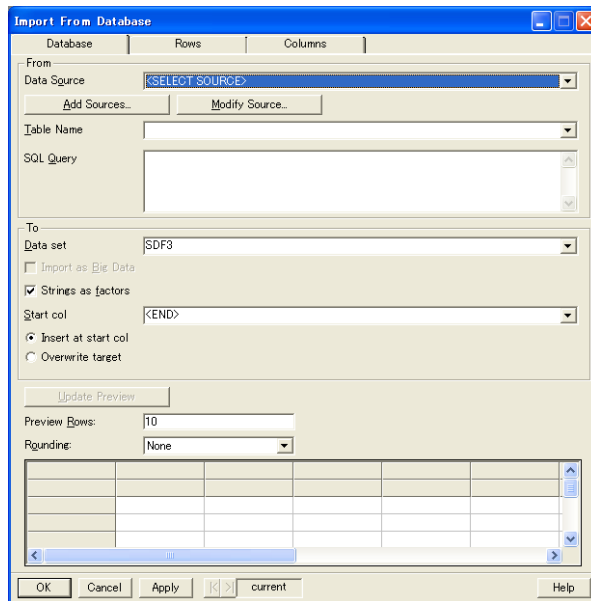 Import From Database
Database Rows Columns
From
Data Source <SELECT SOURCE>
Add Sources... Modify Source...
Table Name
SQL Query
To
Data set SDF3
Import as Big Data
Strings as factors
Start col <END>
Insert at start col
Overwrite target
Update Preview
Preview Rows: 10
Rounding: None
OK Cancel Apply current Help